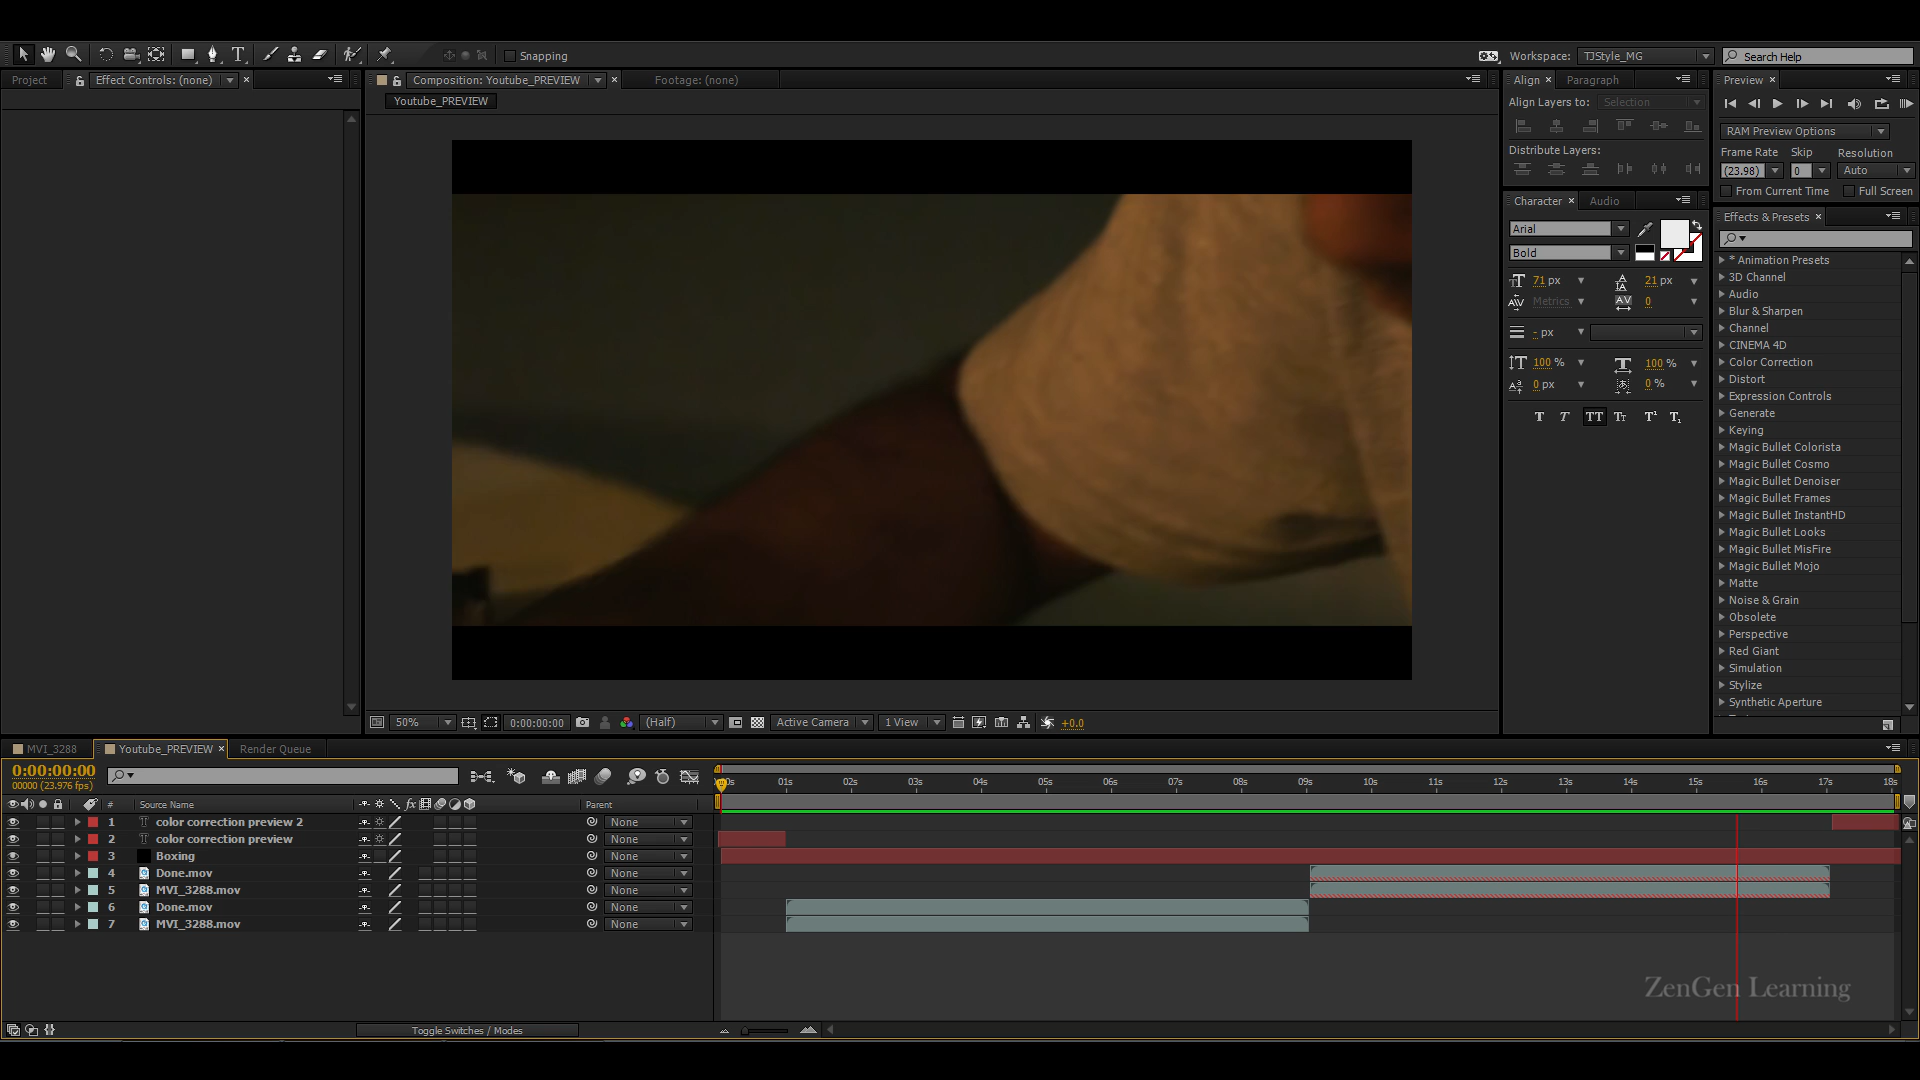 Snapping
Workspace: TJStyle_MG
Search Help
Project
Effect Controls: (none)
Composition: Youtube_PREVIEW
Footage: (none)
Youtube_PREVIEW
Align
Paragraph
Align Layers to: Selection
Distribute Layers:
Character
Audio
Arial
Bold
71 px
21 px
Metrics
0
- px
100 %
100 %
0 px
0 %
T T TT Tt T¹ T₁
Preview
RAM Preview Options
Frame Rate Skip Resolution
(23.98) 0 Auto
From Current Time Full Screen
Effects & Presets
* Animation Presets
3D Channel
Audio
Blur & Sharpen
Channel
CINEMA 4D
Color Correction
Distort
Expression Controls
Generate
Keying
Magic Bullet Colorista
Magic Bullet Cosmo
Magic Bullet Denoiser
Magic Bullet Frames
Magic Bullet InstantHD
Magic Bullet Looks
Magic Bullet MisFire
Magic Bullet Mojo
Matte
Noise & Grain
Obsolete
Perspective
Red Giant
Simulation
Stylize
Synthetic Aperture
50% 0:00:00:00 (Half) Active Camera 1 View +0.0
MVI_3288
Youtube_PREVIEW
Render Queue
0:00:00:00
00000 (23.976 fps)
01s 02s 03s 04s 05s 06s 07s 08s 09s 10s 11s 12s 13s 14s 15s 16s 17s 18s
# Source Name Parent
1 color correction preview 2 None
2 color correction preview None
3 Boxing None
4 Done.mov None
5 MVI_3288.mov None
6 Done.mov None
7 MVI_3288.mov None
ZenGen Learning
Toggle Switches / Modes